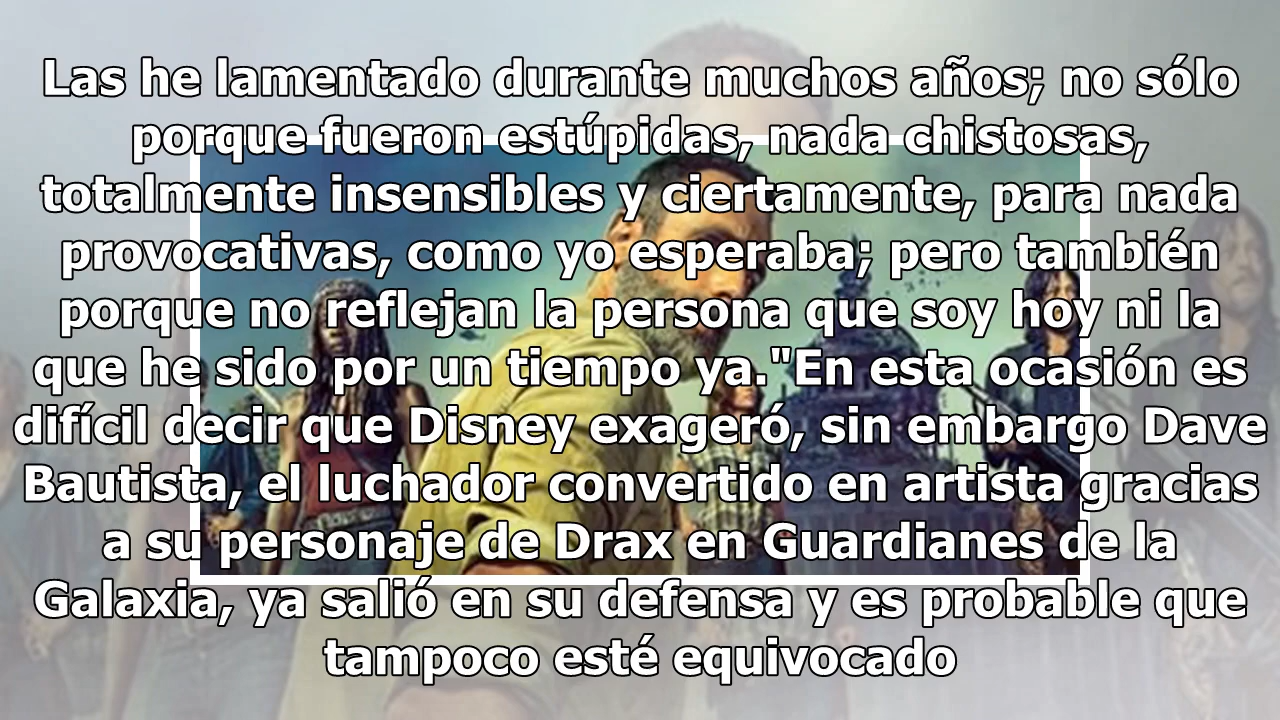 Las he lamentado durante muchos años; no sólo
porque fueron estúpidas, nada chistosas,
totalmente insensibles y ciertamente, para nada
provocativas, como yo esperaba; pero también
porque no reflejan la persona que soy hoy ni la
que he sido por un tiempo ya."En esta ocasión es
difícil decir que Disney exageró, sin embargo Dave
Bautista, el luchador convertido en artista gracias
a su personaje de Drax en Guardianes de la
Galaxia, ya salió en su defensa y es probable que
tampoco esté equivocado